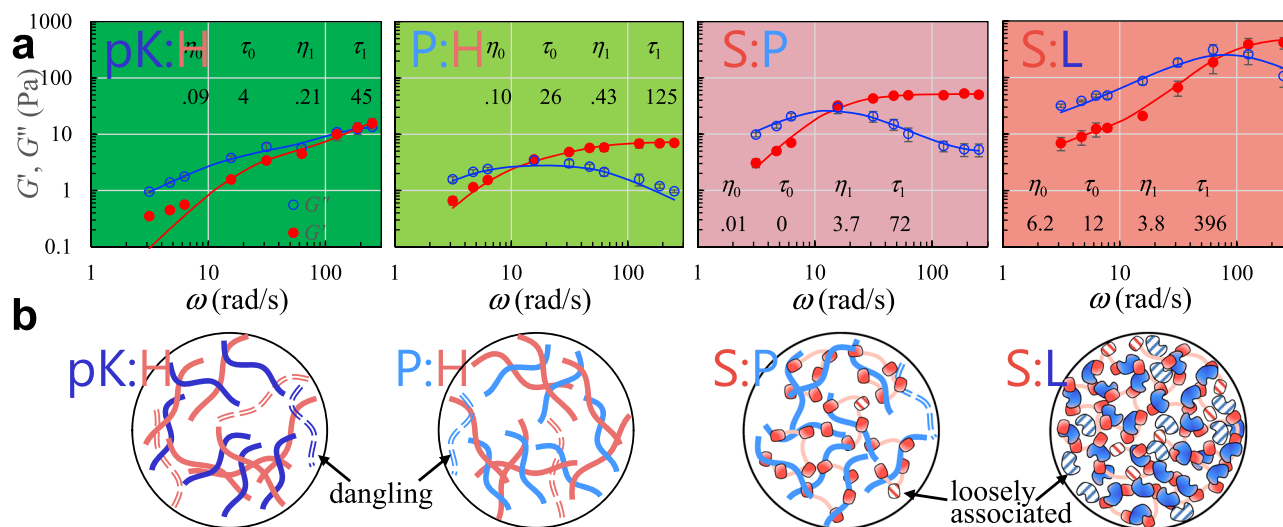 a
G', G'' (Pa)
1000
100
10
1
0.1
pK:H
η0 τ0 η1 τ1
.09 4 .21 45
G''
G'
1 10 100
ω (rad/s)
P:H
η0 τ0 η1 τ1
.10 26 .43 125
1 10 100
ω (rad/s)
S:P
η0 τ0 η1 τ1
.01 0 3.7 72
1 10 100
ω (rad/s)
S:L
η0 τ0 η1 τ1
6.2 12 3.8 396
1 10 100
ω (rad/s)
b
pK:H
P:H
S:P
S:L
dangling
loosely
associated